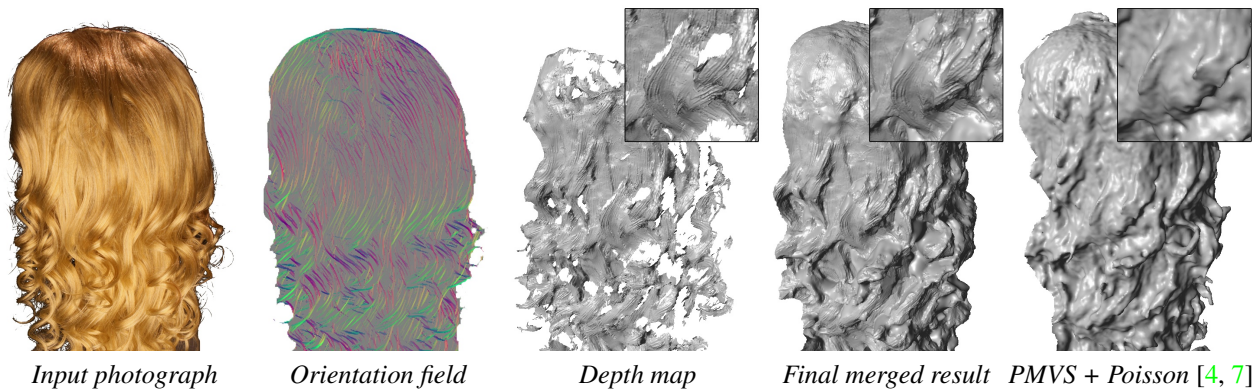 Input photograph
Orientation field
Depth map
Final merged result
PMVS + Poisson [4, 7]